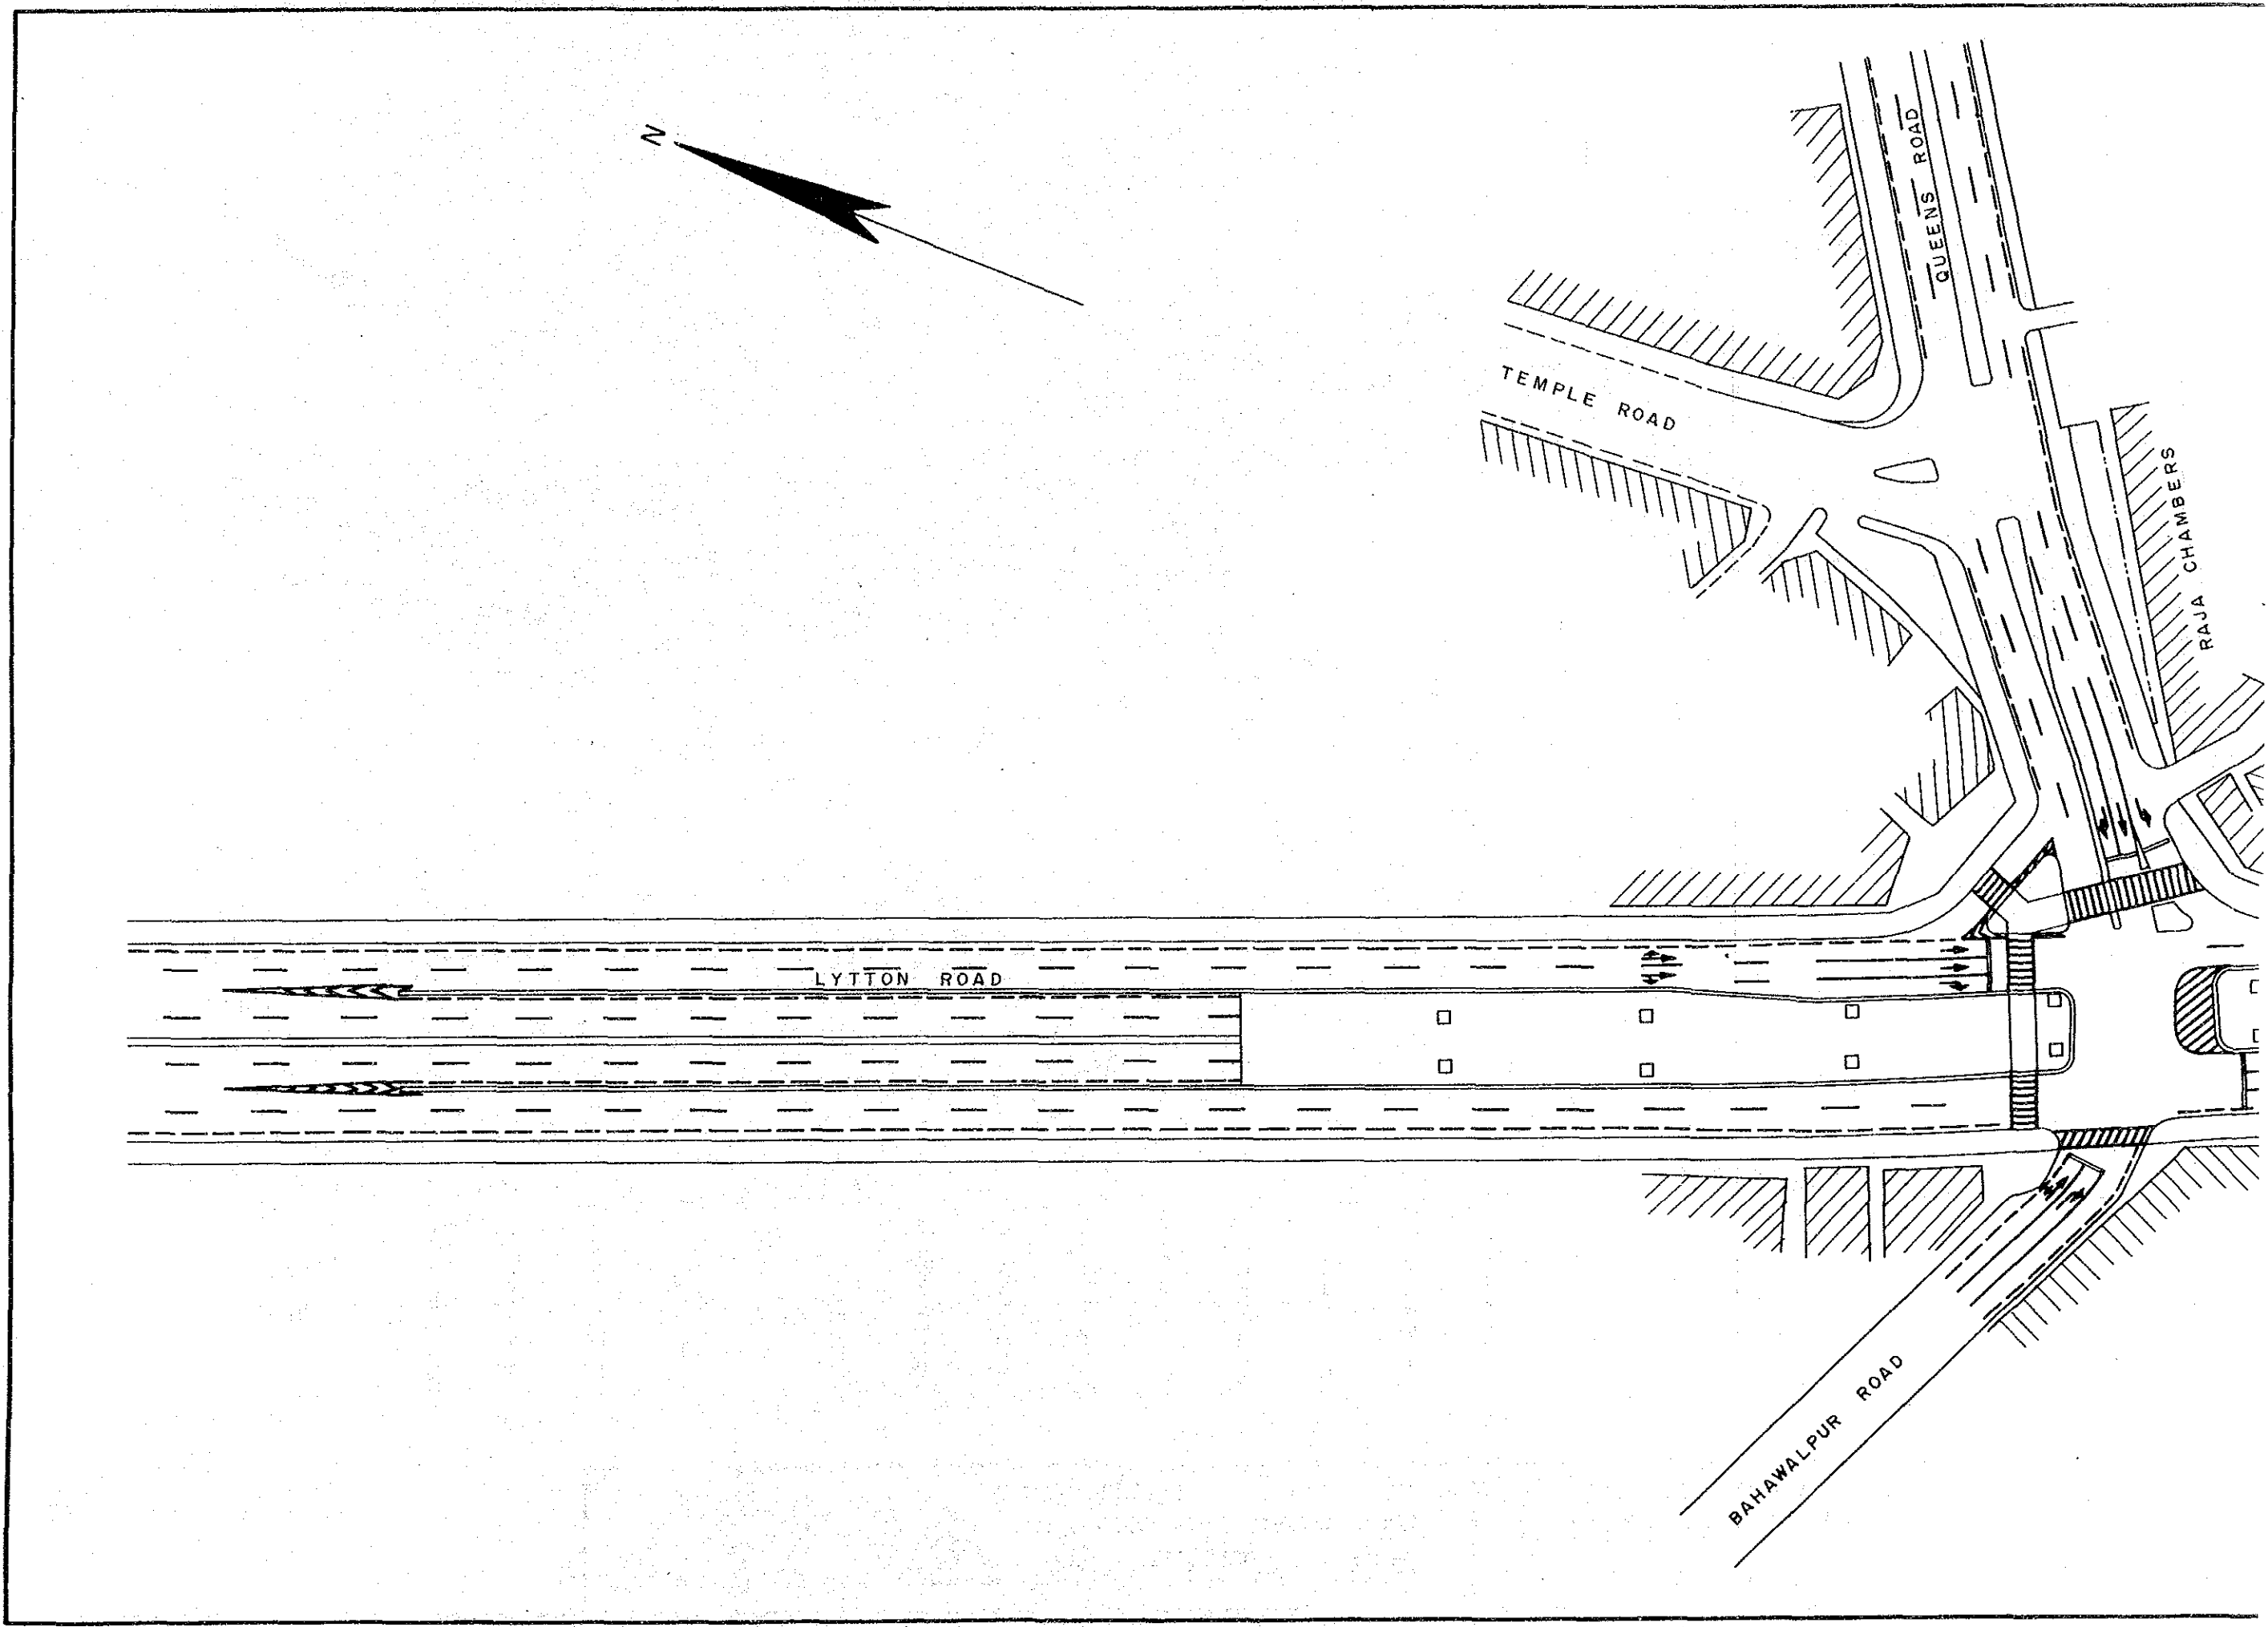 N
QUEENS ROAD
TEMPLE ROAD
RAJA CHAMBERS
LYTTON ROAD
BAHAWALPUR ROAD